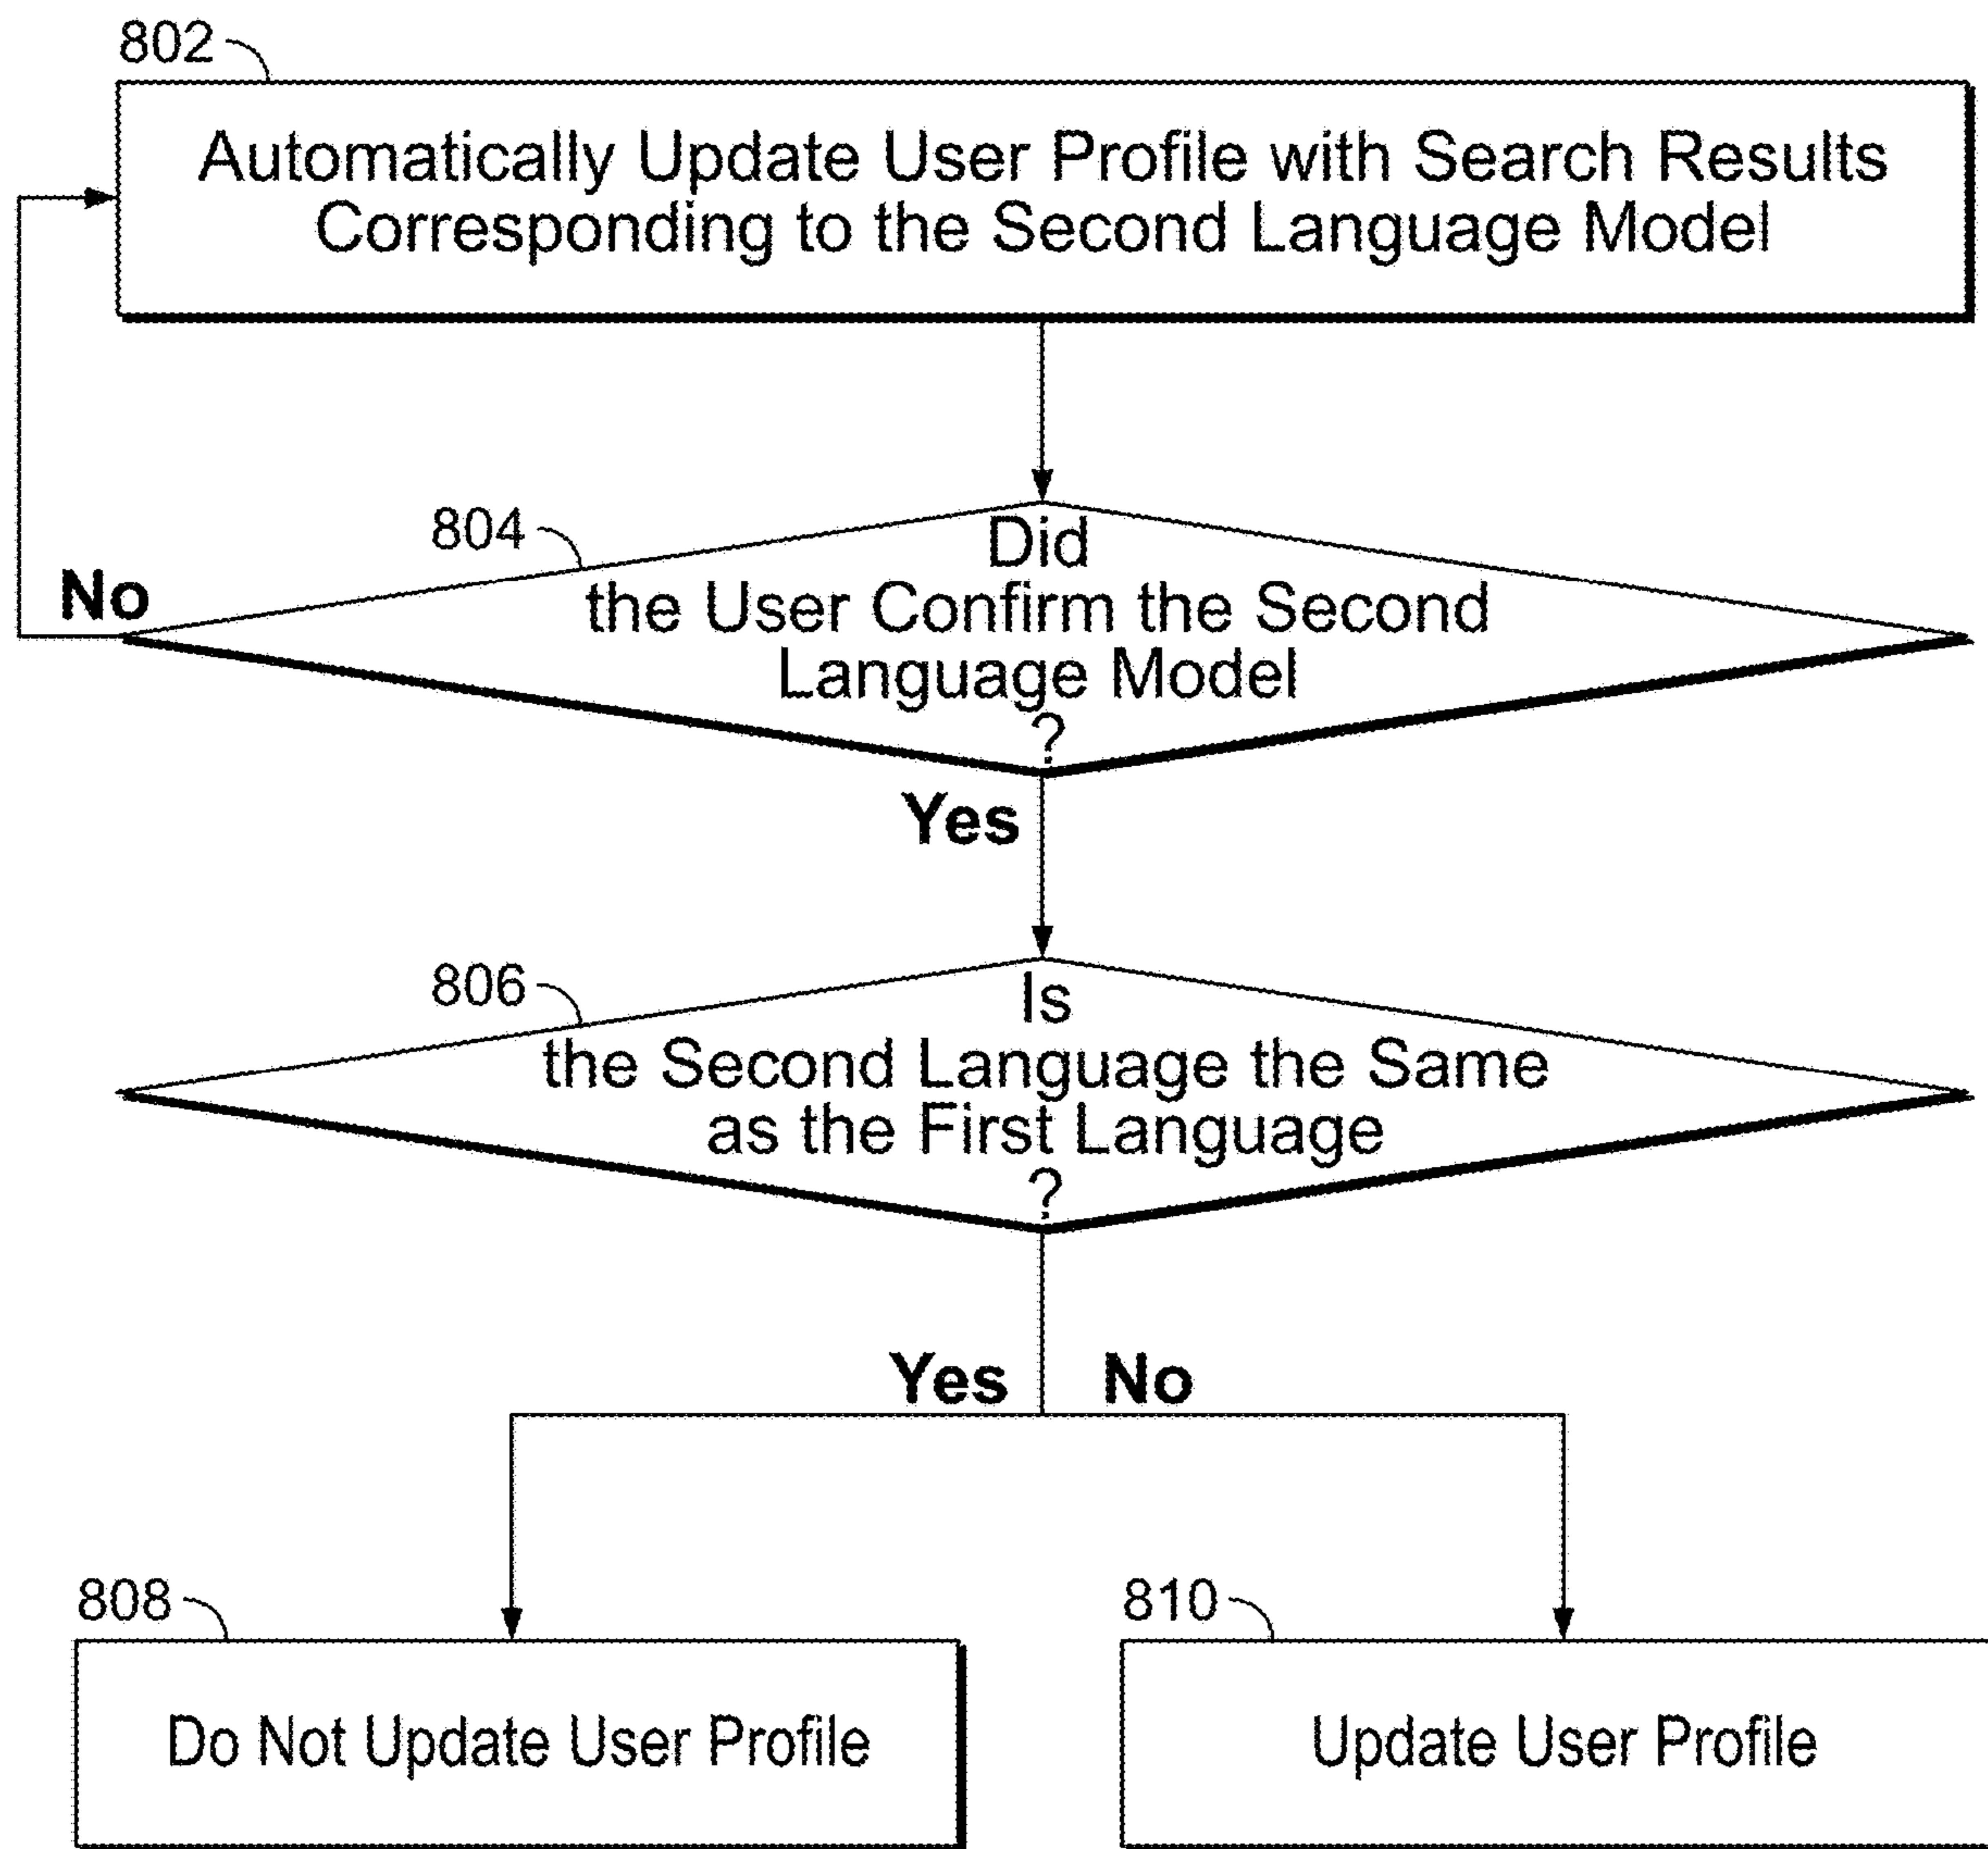 802
Automatically Update User Profile with Search Results
Corresponding to the Second Language Model
804
Did
the User Confirm the Second
Language Model
?
No
Yes
806
Is
the Second Language the Same
as the First Language
?
Yes No
808
Do Not Update User Profile
810
Update User Profile